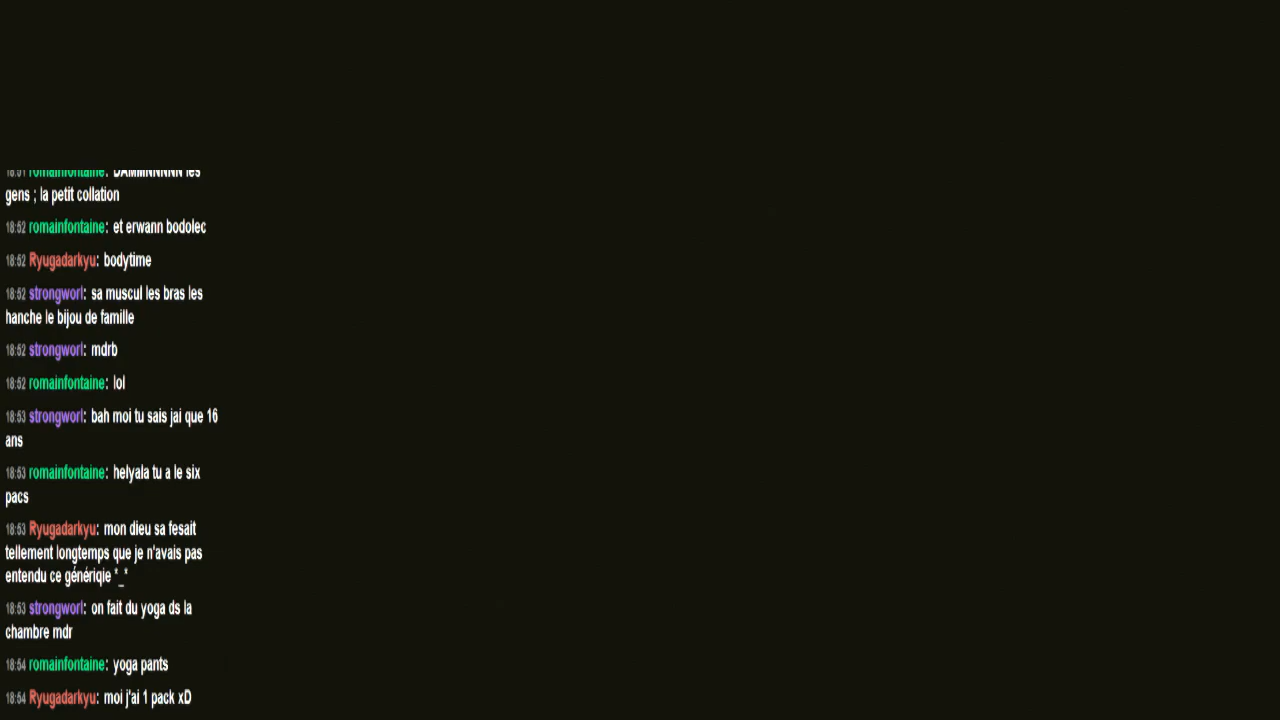 romainfontaine: DAMMNNNNN les
gens ; la petit collation
18:52 romainfontaine: et erwann bodolec
18:52 Ryugadarkyu: bodytime
18:52 strongworl: sa muscul les bras les
hanche le bijou de famille
18:52 strongworl: mdrb
18:52 romainfontaine: lol
18:53 strongworl: bah moi tu sais jai que 16
ans
18:53 romainfontaine: helyala tu a le six
pacs
18:53 Ryugadarkyu: mon dieu sa fesait
tellement longtemps que je n'avais pas
entendu ce génériqie *_*
18:53 strongworl: on fait du yoga ds la
chambre mdr
18:54 romainfontaine: yoga pants
18:54 Ryugadarkyu: moi j'ai 1 pack xD